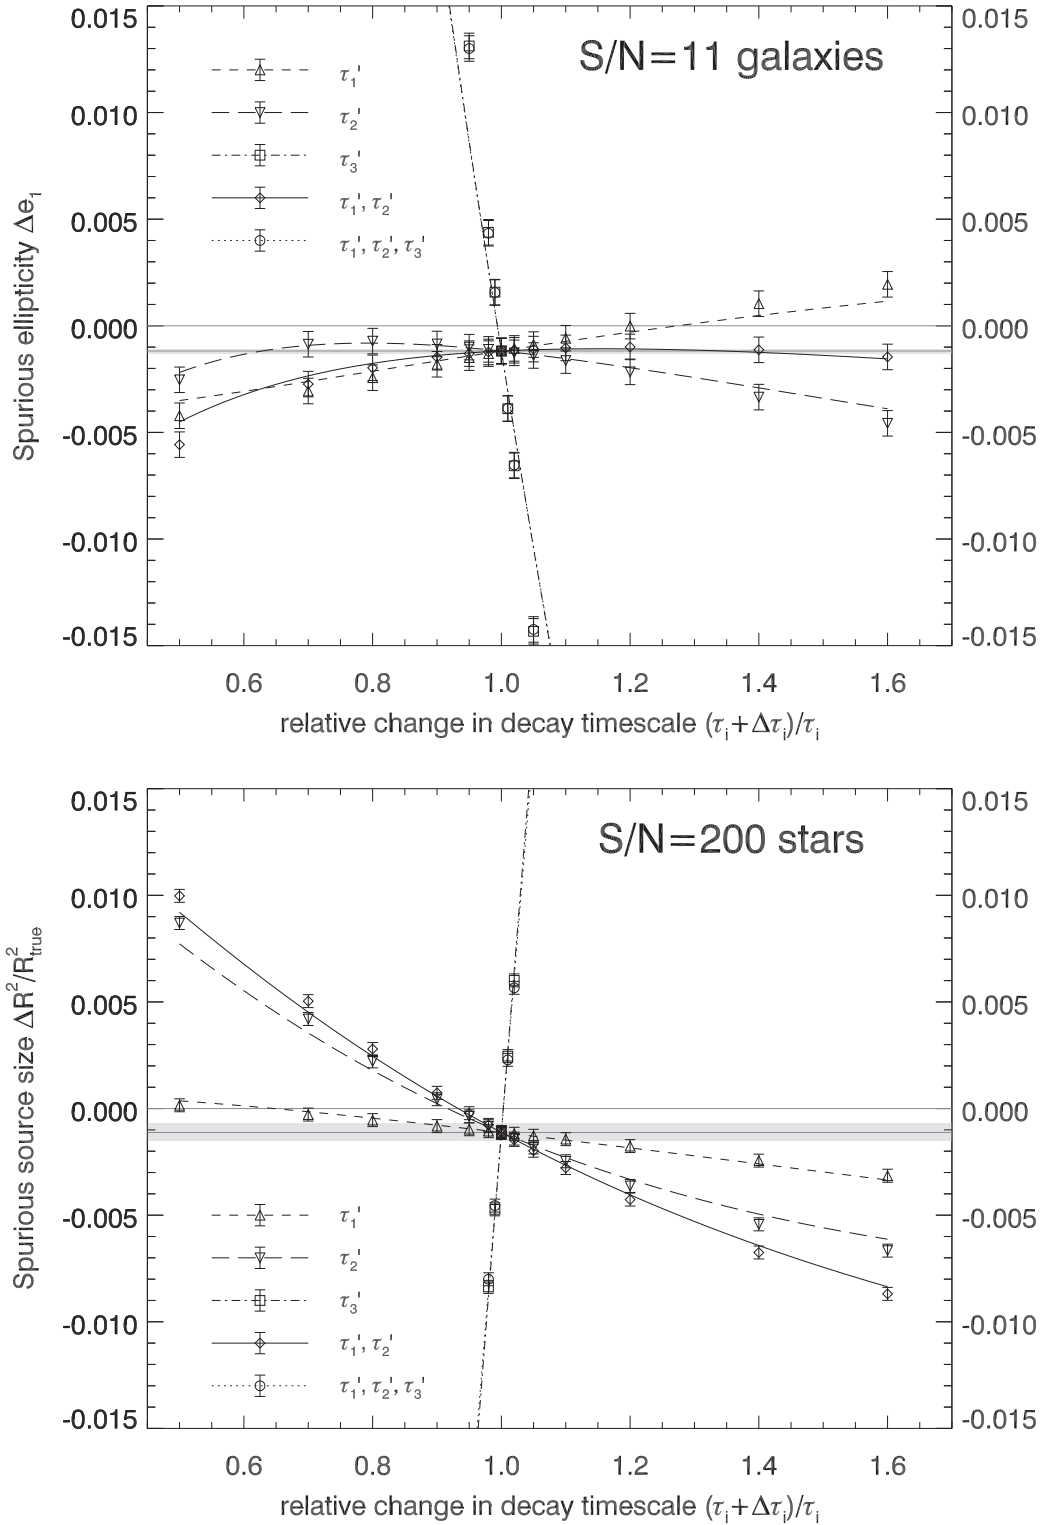 S/N=11 galaxies
τ1'
τ2'
τ3'
τ1', τ2'
τ1', τ2', τ3'
Spurious ellipticity Δe1
0.015
0.010
0.005
0.000
-0.005
-0.010
-0.015
0.015
0.010
0.005
0.000
-0.005
-0.010
-0.015
0.6 0.8 1.0 1.2 1.4 1.6
relative change in decay timescale (τi+Δτi)/τi
S/N=200 stars
Spurious source size ΔR²/R²true
0.015
0.010
0.005
0.000
-0.005
-0.010
-0.015
0.015
0.010
0.005
0.000
-0.005
-0.010
-0.015
τ1'
τ2'
τ3'
τ1', τ2'
τ1', τ2', τ3'
0.6 0.8 1.0 1.2 1.4 1.6
relative change in decay timescale (τi+Δτi)/τi